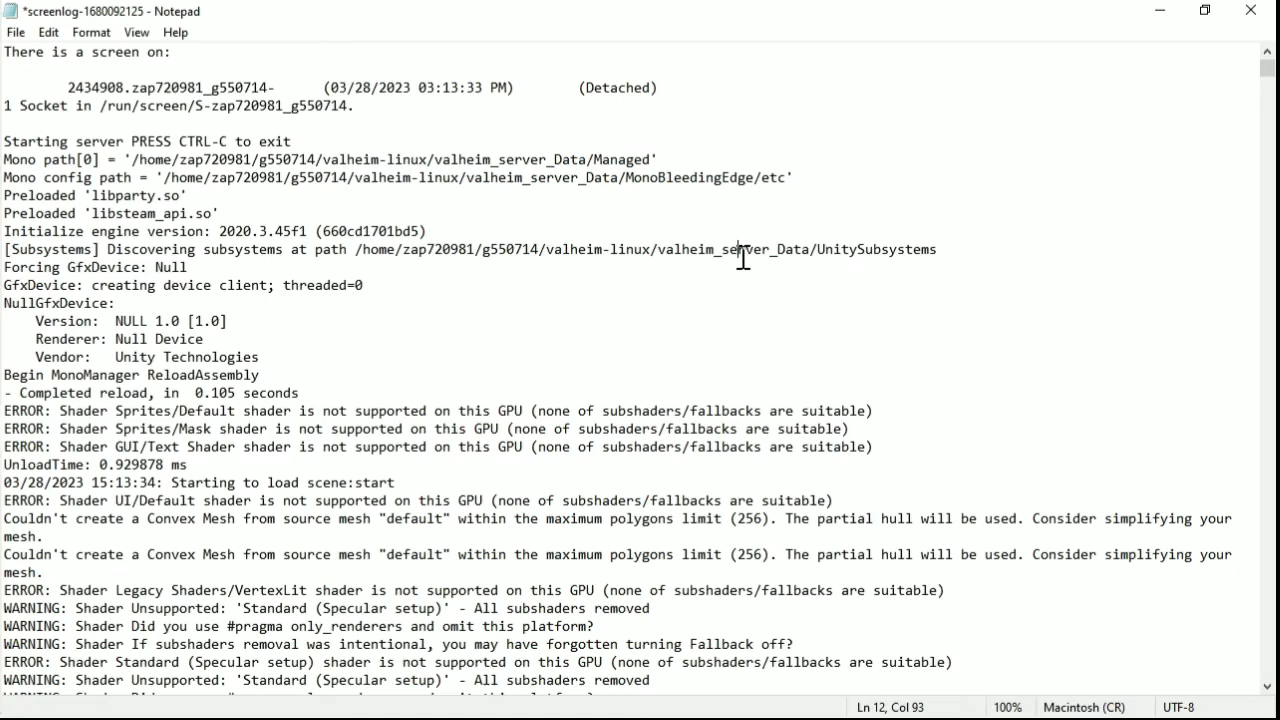 *screenlog-1680092125 - Notepad
File Edit Format View Help
There is a screen on:
2434908.zap720981_g550714- (03/28/2023 03:13:33 PM) (Detached)
1 Socket in /run/screen/S-zap720981_g550714.
Starting server PRESS CTRL-C to exit
Mono path[0] = '/home/zap720981/g550714/valheim-linux/valheim_server_Data/Managed'
Mono config path = '/home/zap720981/g550714/valheim-linux/valheim_server_Data/MonoBleedingEdge/etc'
Preloaded 'libparty.so'
Preloaded 'libsteam_api.so'
Initialize engine version: 2020.3.45f1 (660cd1701bd5)
[Subsystems] Discovering subsystems at path /home/zap720981/g550714/valheim-linux/valheim_server_Data/UnitySubsystems
Forcing GfxDevice: Null
GfxDevice: creating device client; threaded=0
NullGfxDevice:
Version: NULL 1.0 [1.0]
Renderer: Null Device
Vendor: Unity Technologies
Begin MonoManager ReloadAssembly
- Completed reload, in 0.105 seconds
ERROR: Shader Sprites/Default shader is not supported on this GPU (none of subshaders/fallbacks are suitable)
ERROR: Shader Sprites/Mask shader is not supported on this GPU (none of subshaders/fallbacks are suitable)
ERROR: Shader GUI/Text Shader shader is not supported on this GPU (none of subshaders/fallbacks are suitable)
UnloadTime: 0.929878 ms
03/28/2023 15:13:34: Starting to load scene:start
ERROR: Shader UI/Default shader is not supported on this GPU (none of subshaders/fallbacks are suitable)
Couldn't create a Convex Mesh from source mesh "default" within the maximum polygons limit (256). The partial hull will be used. Consider simplifying your
mesh.
Couldn't create a Convex Mesh from source mesh "default" within the maximum polygons limit (256). The partial hull will be used. Consider simplifying your
mesh.
ERROR: Shader Legacy Shaders/VertexLit shader is not supported on this GPU (none of subshaders/fallbacks are suitable)
WARNING: Shader Unsupported: 'Standard (Specular setup)' - All subshaders removed
WARNING: Shader Did you use #pragma only_renderers and omit this platform?
WARNING: Shader If subshaders removal was intentional, you may have forgotten turning Fallback off?
ERROR: Shader Standard (Specular setup) shader is not supported on this GPU (none of subshaders/fallbacks are suitable)
WARNING: Shader Unsupported: 'Standard (Specular setup)' - All subshaders removed
Ln 12, Col 93 100% Macintosh (CR) UTF-8